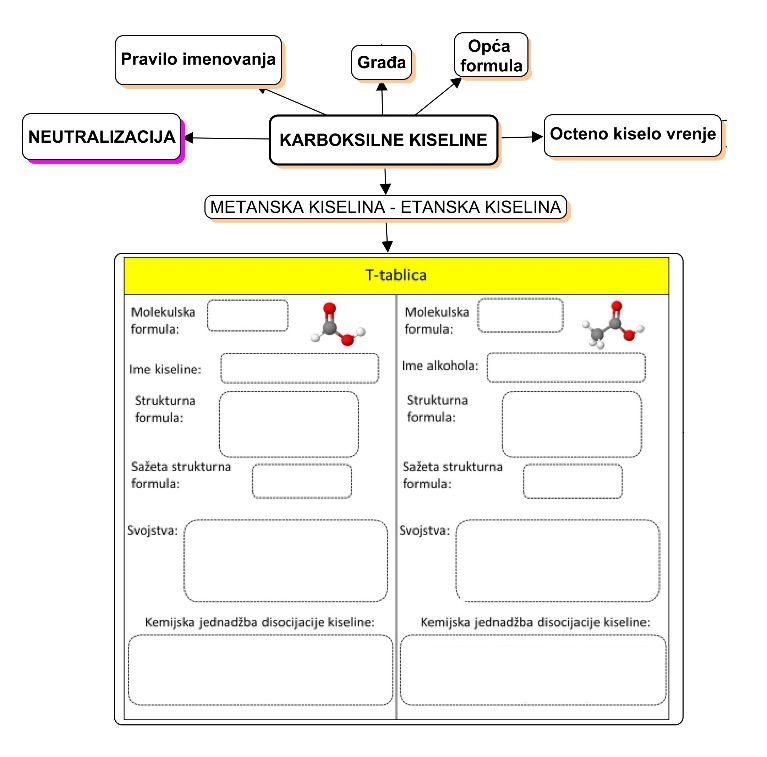 Pravilo imenovanja
Građa
Opća
formula
NEUTRALIZACIJA
KARBOKSILNE KISELINE
Octeno kiselo vrenje
METANSKA KISELINA - ETANSKA KISELINA
T-tablica
Molekulska
formula:
Ime kiseline:
Strukturna
formula:
Sažeta strukturna
formula:
Svojstva:
Kemijska jednadžba disocijacije kiseline:
Molekulska
formula:
Ime alkohola:
Strukturna
formula:
Sažeta strukturna
formula:
Svojstva:
Kemijska jednadžba disocijacije kiseline: